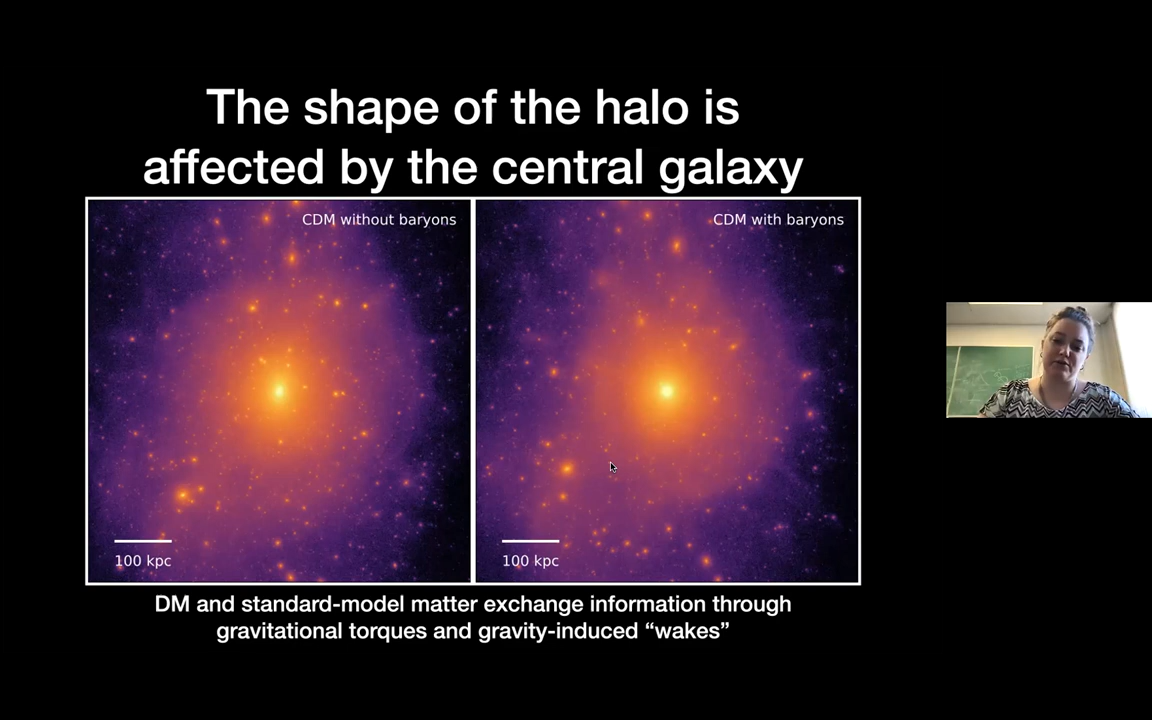 The shape of the halo is
affected by the central galaxy
CDM without baryons
CDM with baryons
100 kpc
100 kpc
DM and standard-model matter exchange information through
gravitational torques and gravity-induced “wakes”